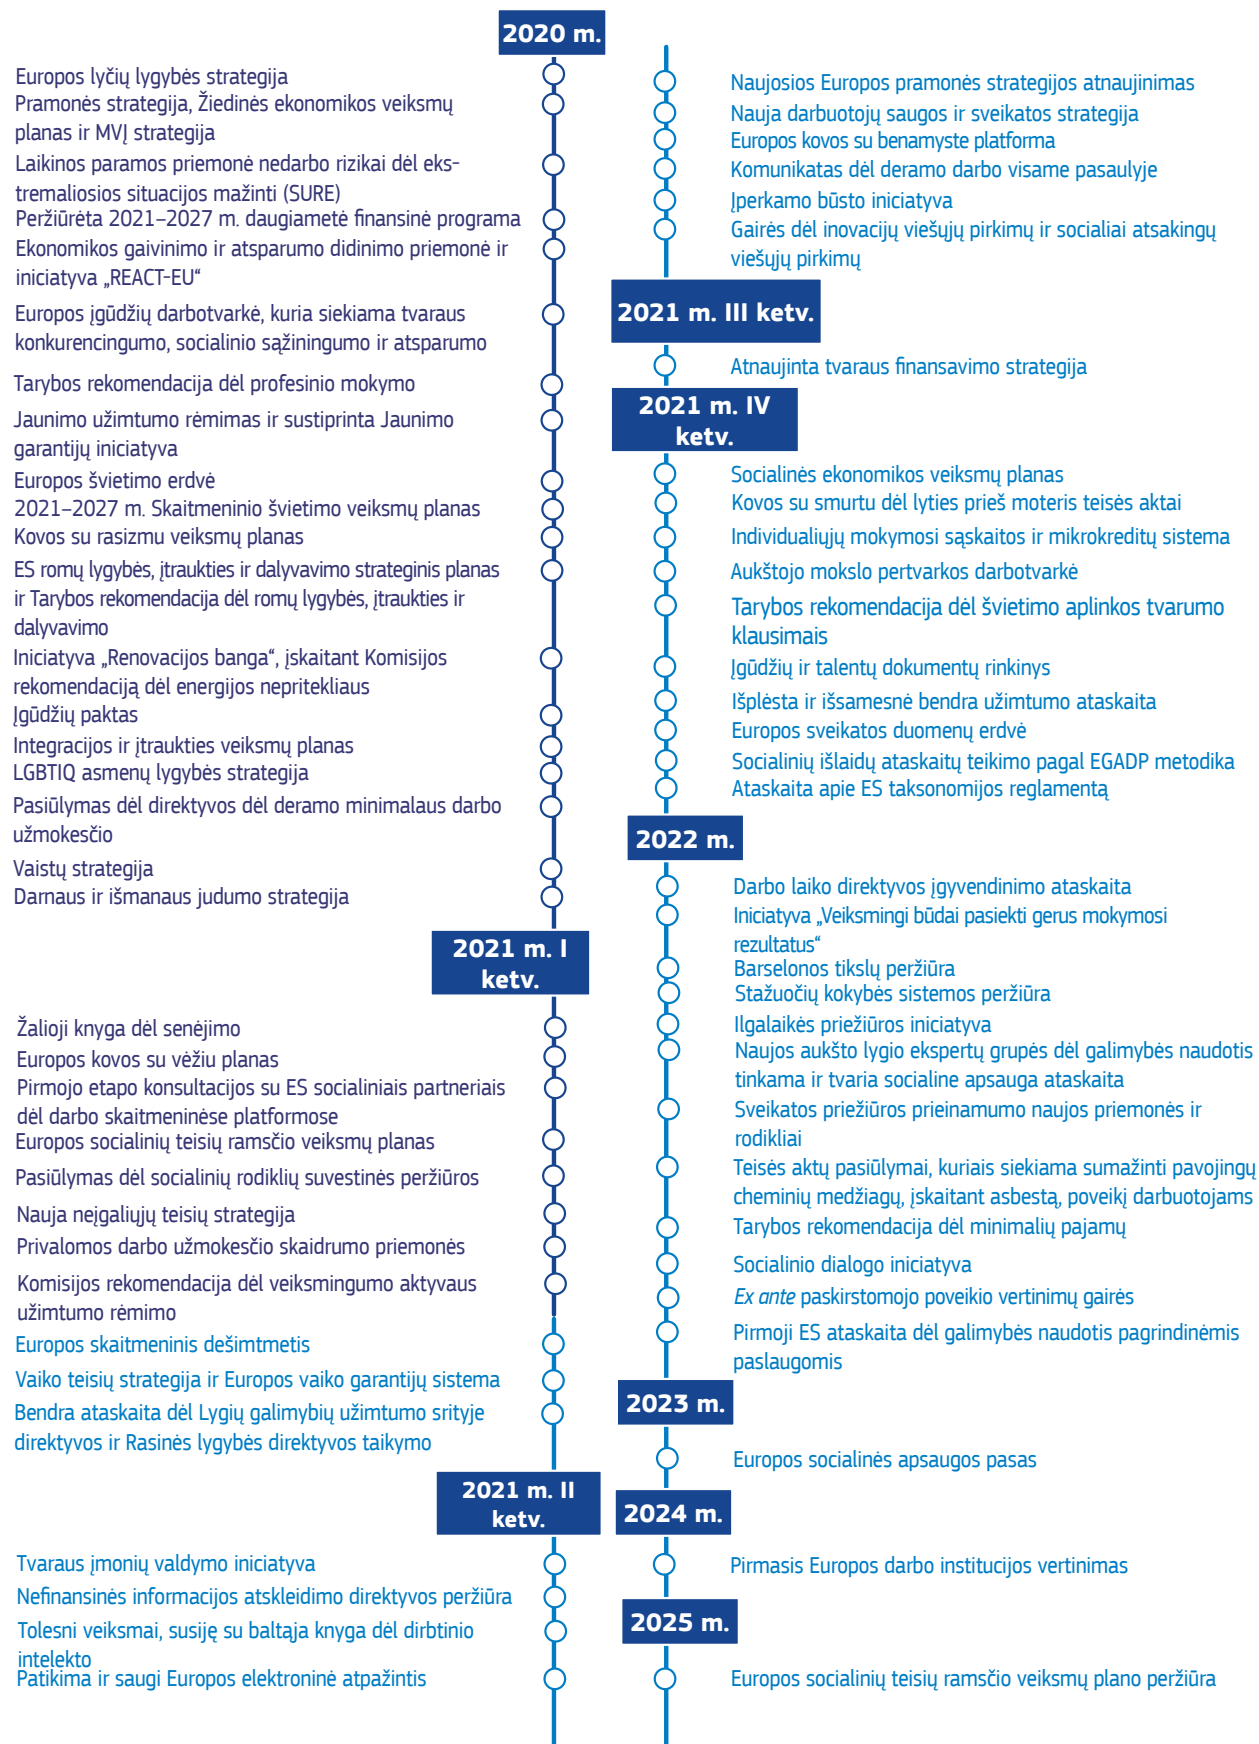 2020 m.
Europos lyčių lygybės strategija
Pramonės strategija, Žiedinės ekonomikos veiksmų
planas ir MVĮ strategija
Laikinos paramos priemonė nedarbo rizikai dėl eks-
tremaliosios situacijos mažinti (SURE)
Peržiūrėta 2021–2027 m. daugiametė finansinė programa
Ekonomikos gaivinimo ir atsparumo didinimo priemonė ir
iniciatyva „REACT-EU“
Europos įgūdžių darbotvarkė, kuria siekiama tvaraus
konkurencingumo, socialinio sąžiningumo ir atsparumo
Tarybos rekomendacija dėl profesinio mokymo
Jaunimo užimtumo rėmimas ir sustiprinta Jaunimo
garantijų iniciatyva
Europos švietimo erdvė
2021–2027 m. Skaitmeninio švietimo veiksmų planas
Kovos su rasizmu veiksmų planas
ES romų lygybės, įtraukties ir dalyvavimo strateginis planas
ir Tarybos rekomendacija dėl romų lygybės, įtraukties ir
dalyvavimo
Iniciatyva „Renovacijos banga“, įskaitant Komisijos
rekomendaciją dėl energijos nepritekliaus
Įgūdžių paktas
Integracijos ir įtraukties veiksmų planas
LGBTIQ asmenų lygybės strategija
Pasiūlymas dėl direktyvos dėl deramo minimalaus darbo
užmokesčio
Vaistų strategija
Darnaus ir išmanaus judumo strategija
2021 m. I
ketv.
Žalioji knyga dėl senėjimo
Europos kovos su vėžiu planas
Pirmojo etapo konsultacijos su ES socialiniais partneriais
dėl darbo skaitmeninėse platformose
Europos socialinių teisių ramsčio veiksmų planas
Pasiūlymas dėl socialinių rodiklių suvestinės peržiūros
Nauja neįgaliųjų teisių strategija
Privalomos darbo užmokesčio skaidrumo priemonės
Komisijos rekomendacija dėl veiksmingumo aktyvaus
užimtumo rėmimo
Europos skaitmeninis dešimtmetis
Vaiko teisių strategija ir Europos vaiko garantijų sistema
Bendra ataskaita dėl Lygių galimybių užimtumo srityje
direktyvos ir Rasinės lygybės direktyvos taikymo
2021 m. II
ketv.
Tvaraus įmonių valdymo iniciatyva
Nefinansinės informacijos atskleidimo direktyvos peržiūra
Tolesni veiksmai, susiję su baltąja knyga dėl dirbtinio
intelekto
Patikima ir saugi Europos elektroninė atpažintis
Naujosios Europos pramonės strategijos atnaujinimas
Nauja darbuotojų saugos ir sveikatos strategija
Europos kovos su benamyste platforma
Komunikatas dėl deramo darbo visame pasaulyje
Įperkamo būsto iniciatyva
Gairės dėl inovacijų viešųjų pirkimų ir socialiai atsakingų
viešųjų pirkimų
2021 m. III ketv.
Atnaujinta tvaraus finansavimo strategija
2021 m. IV
ketv.
Socialinės ekonomikos veiksmų planas
Kovos su smurtu dėl lyties prieš moteris teisės aktai
Individualiųjų mokymosi sąskaitos ir mikrokreditų sistema
Aukštojo mokslo pertvarkos darbotvarkė
Tarybos rekomendacija dėl švietimo aplinkos tvarumo
klausimais
Įgūdžių ir talentų dokumentų rinkinys
Išplėsta ir išsamesnė bendra užimtumo ataskaita
Europos sveikatos duomenų erdvė
Socialinių išlaidų ataskaitų teikimo pagal EGADP metodika
Ataskaita apie ES taksonomijos reglamentą
2022 m.
Darbo laiko direktyvos įgyvendinimo ataskaita
Iniciatyva „Veiksmingi būdai pasiekti gerus mokymosi
rezultatus“
Barselonos tikslų peržiūra
Stažuočių kokybės sistemos peržiūra
Ilgalaikės priežiūros iniciatyva
Naujos aukšto lygio ekspertų grupės dėl galimybės naudotis
tinkama ir tvaria socialine apsauga ataskaita
Sveikatos priežiūros prieinamumo naujos priemonės ir
rodikliai
Teisės aktų pasiūlymai, kuriais siekiama sumažinti pavojingų
cheminių medžiagų, įskaitant asbestą, poveikį darbuotojams
Tarybos rekomendacija dėl minimalių pajamų
Socialinio dialogo iniciatyva
Ex ante paskirstomojo poveikio vertinimų gairės
Pirmoji ES ataskaita dėl galimybės naudotis pagrindinėmis
paslaugomis
2023 m.
Europos socialinės apsaugos pasas
2024 m.
Pirmasis Europos darbo institucijos vertinimas
2025 m.
Europos socialinių teisių ramsčio veiksmų plano peržiūra